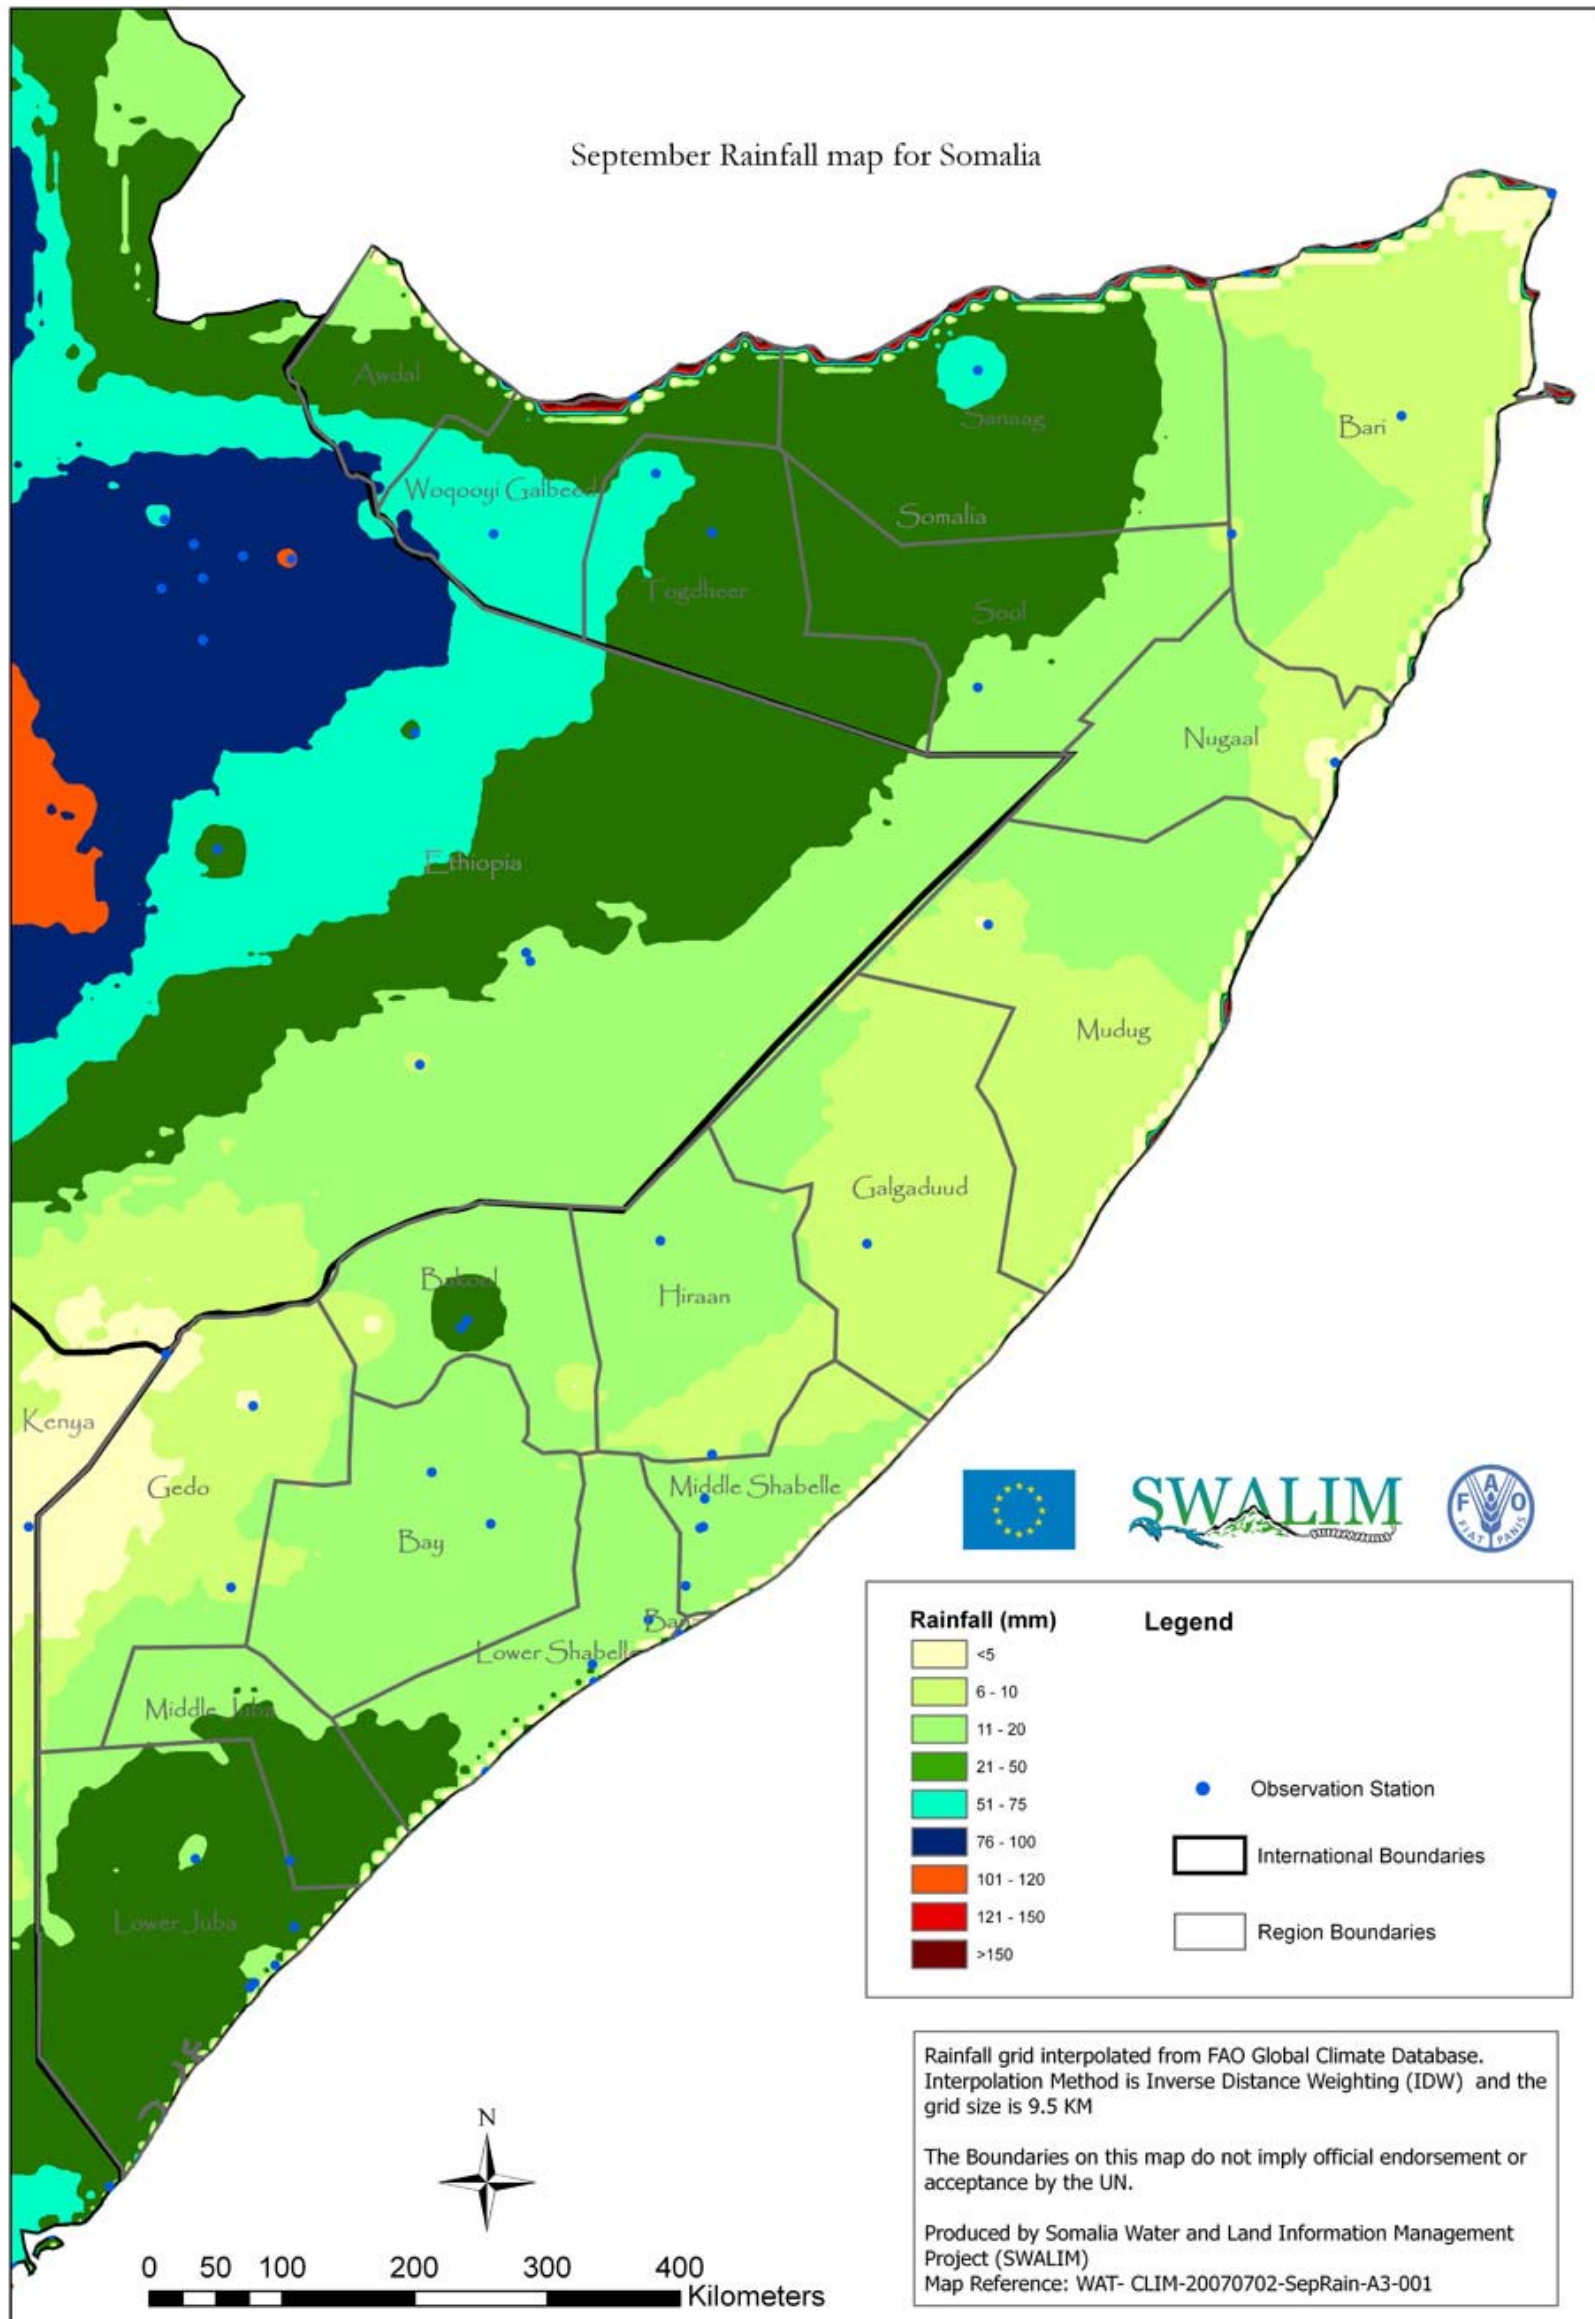 September Rainfall map for Somalia
Awdal
Sanaag
Bari
Woqooyi Galbeed
Somalia
Togdheer
Sool
Nugaal
Ethiopia
Mudug
Galgaduud
Bakool
Hiraan
Kenya
Gedo
Middle Shabelle
Bay
Ban
Lower Shabelle
Middle Juba
Lower Juba
SWALIM
F A O
FIAT PANIS
Rainfall (mm)
Legend
<5
6 - 10
11 - 20
21 - 50
51 - 75
76 - 100
101 - 120
121 - 150
>150
Observation Station
International Boundaries
Region Boundaries
Rainfall grid interpolated from FAO Global Climate Database.
Interpolation Method is Inverse Distance Weighting (IDW) and the
grid size is 9.5 KM
The Boundaries on this map do not imply official endorsement or
acceptance by the UN.
Produced by Somalia Water and Land Information Management
Project (SWALIM)
Map Reference: WAT- CLIM-20070702-SepRain-A3-001
N
0 50 100 200 300 400
Kilometers